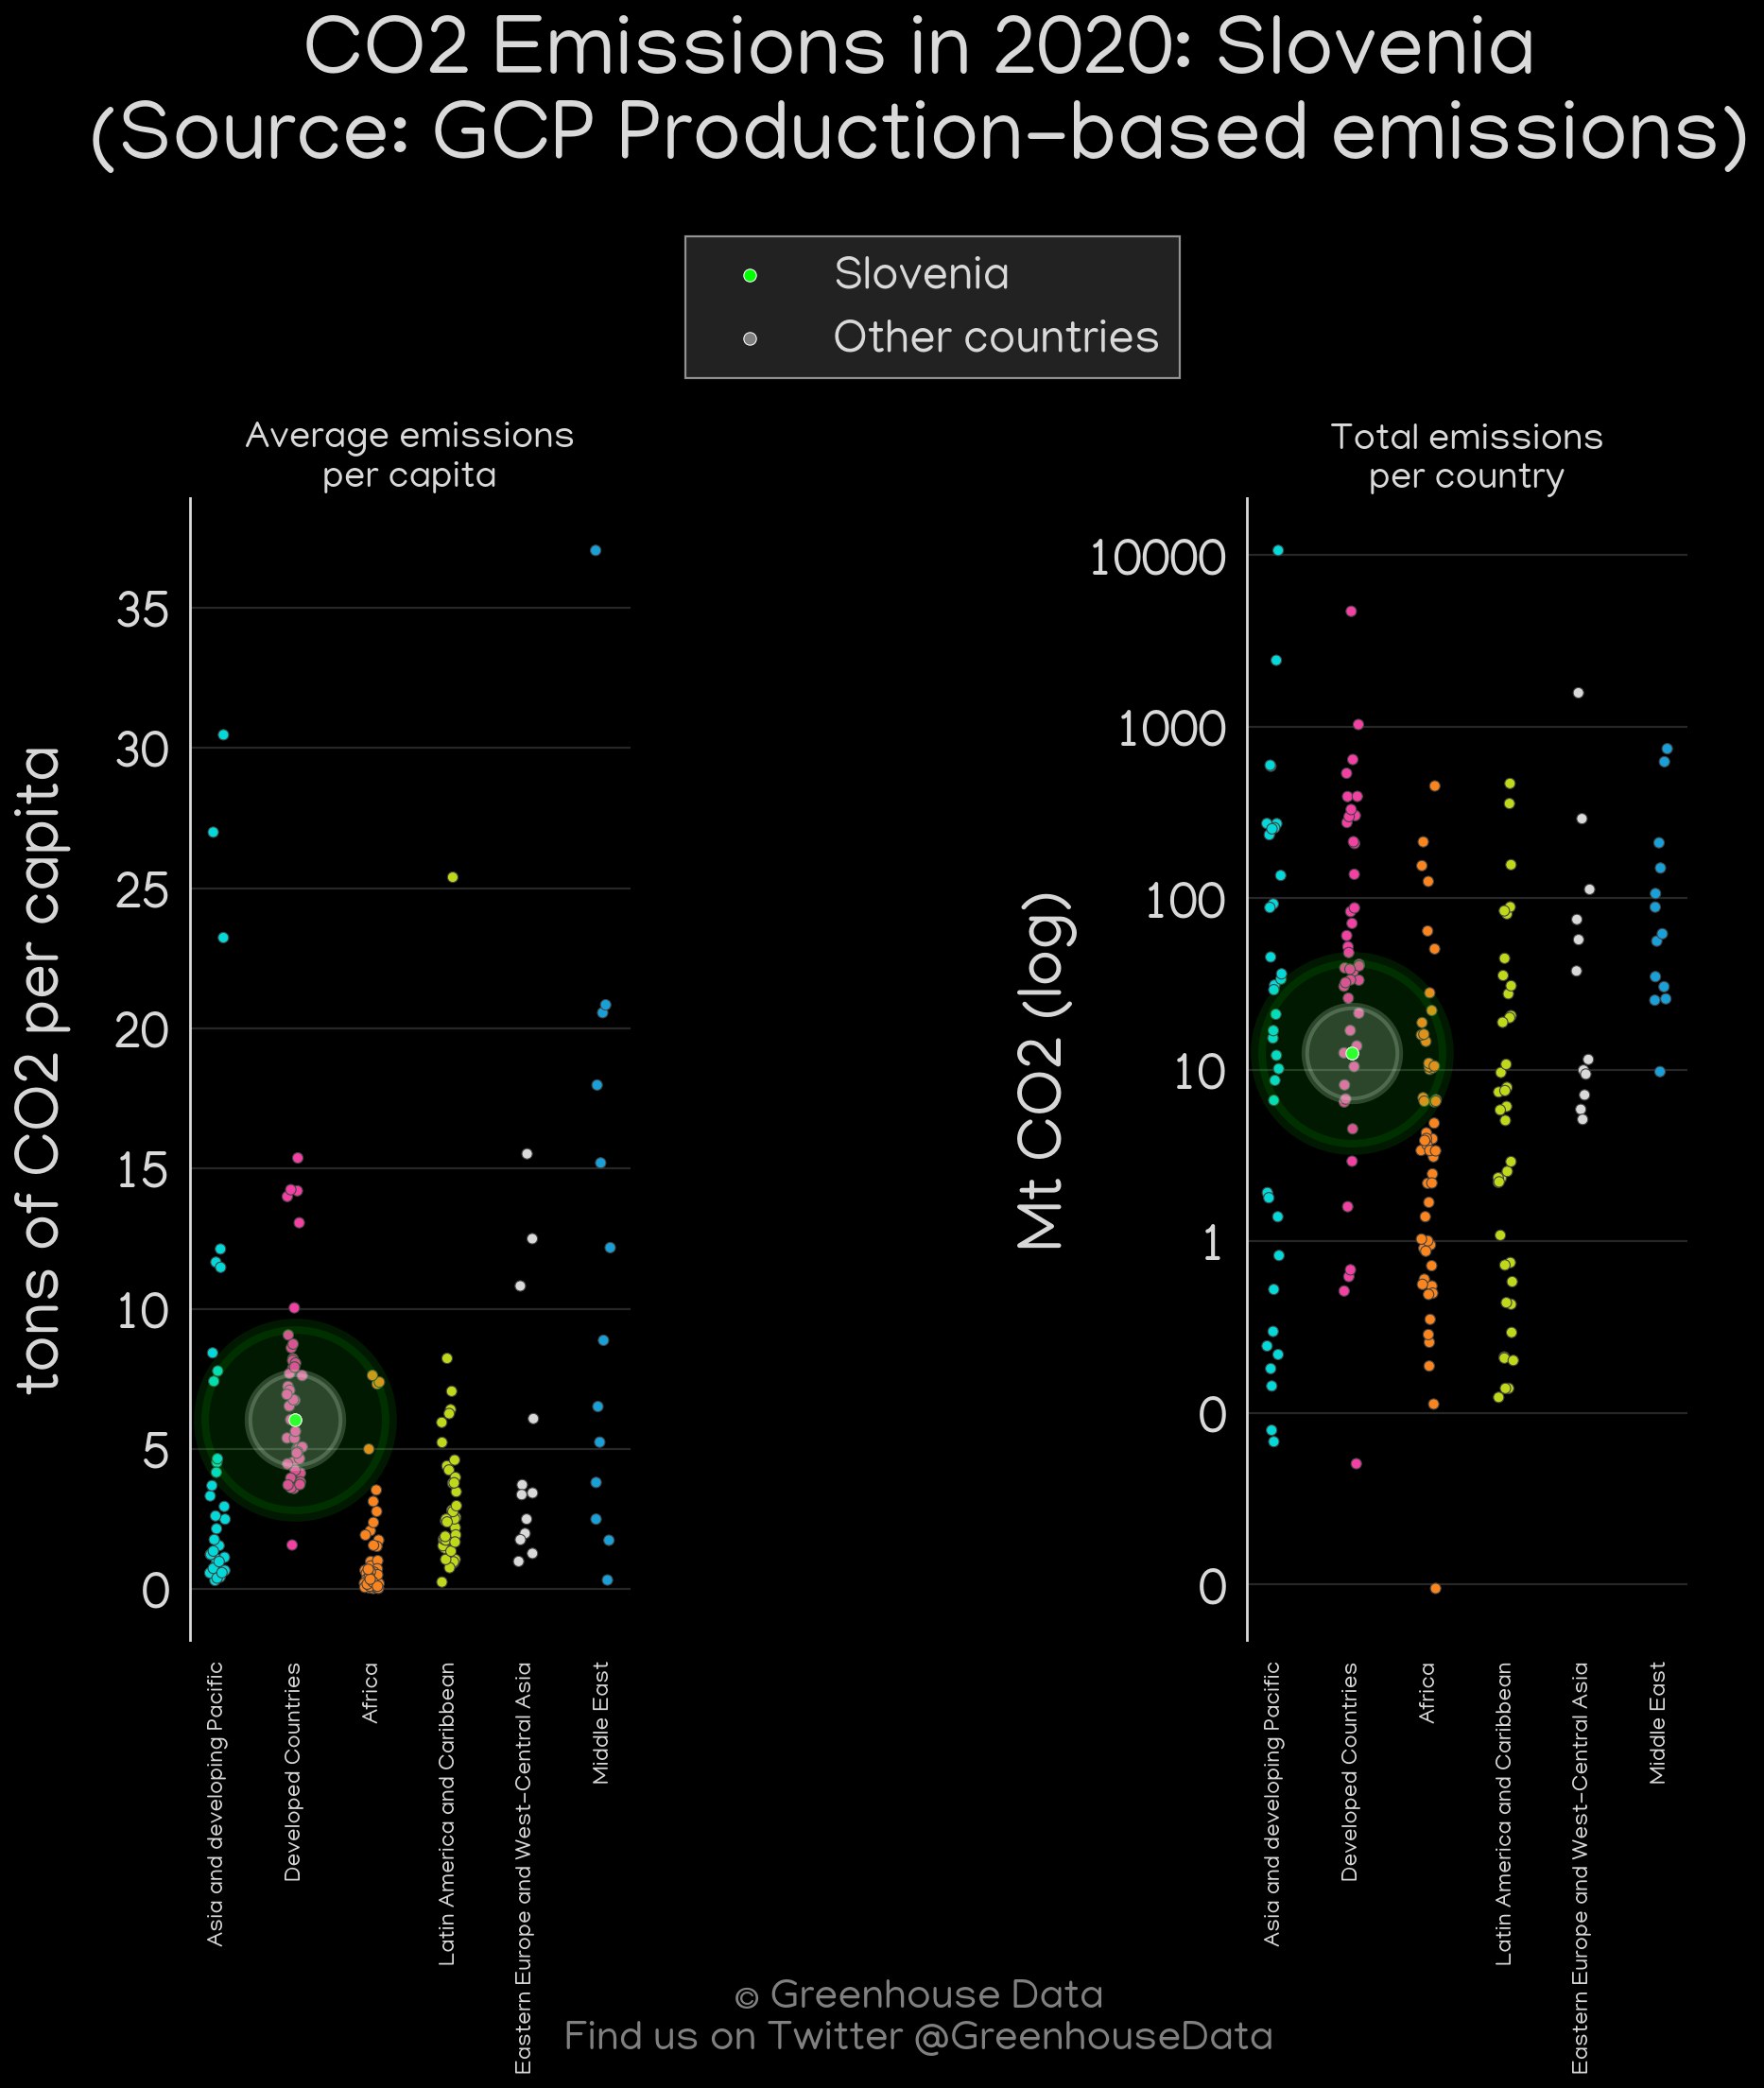 CO2 Emissions in 2020: Slovenia
(Source: GCP Production-based emissions)
Slovenia
Other countries
Average emissions
per capita
tons of CO2 per capita
35
30
25
20
15
10
5
0
Asia and developing Pacific
Developed Countries
Africa
Latin America and Caribbean
Eastern Europe and West-Central Asia
Middle East
Total emissions
per country
Mt CO2 (log)
10000
1000
100
10
1
0
0
Asia and developing Pacific
Developed Countries
Africa
Latin America and Caribbean
Eastern Europe and West-Central Asia
Middle East
© Greenhouse Data
Find us on Twitter @GreenhouseData